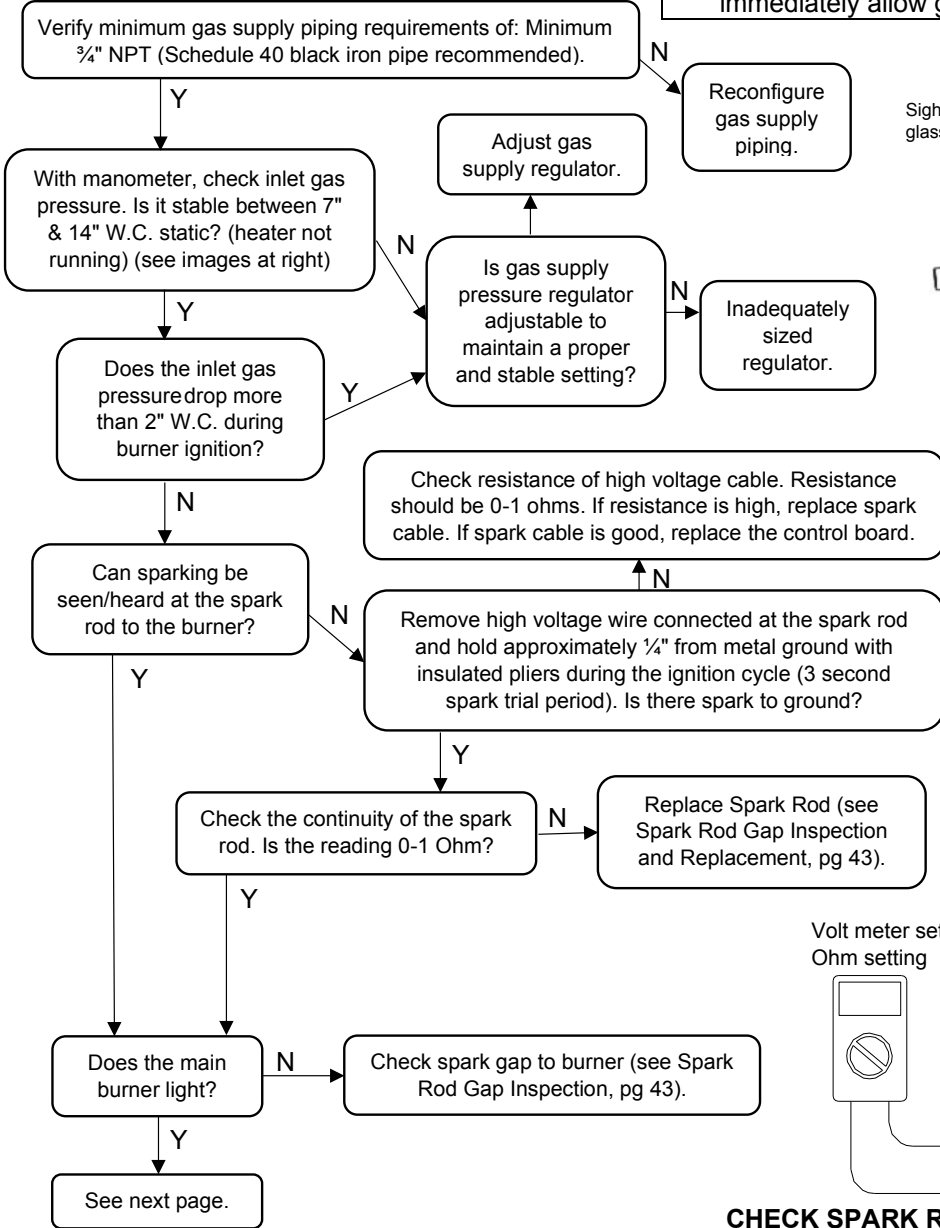 immediately allow g
Verify minimum gas supply piping requirements of: Minimum
¾" NPT (Schedule 40 black iron pipe recommended).
N
Y
Reconfigure
gas supply
piping.
Sigh
glass
Adjust gas
supply regulator.
With manometer, check inlet gas
pressure. Is it stable between 7"
& 14" W.C. static? (heater not
running) (see images at right)
N
Y
Is gas supply
pressure regulator
adjustable to
maintain a proper
and stable setting?
N
Inadequately
sized
regulator.
Does the inlet gas
pressure drop more
than 2" W.C. during
burner ignition?
Y
N
Check resistance of high voltage cable. Resistance
should be 0-1 ohms. If resistance is high, replace spark
cable. If spark cable is good, replace the control board.
N
Can sparking be
seen/heard at the spark
rod to the burner?
N
Y
Remove high voltage wire connected at the spark rod
and hold approximately ¼" from metal ground with
insulated pliers during the ignition cycle (3 second
spark trial period). Is there spark to ground?
Y
Check the continuity of the spark
rod. Is the reading 0-1 Ohm?
N
Y
Replace Spark Rod (see
Spark Rod Gap Inspection
and Replacement, pg 43).
Volt meter set
Ohm setting
Does the main
burner light?
N
Y
Check spark gap to burner (see Spark
Rod Gap Inspection, pg 43).
See next page.
CHECK SPARK R